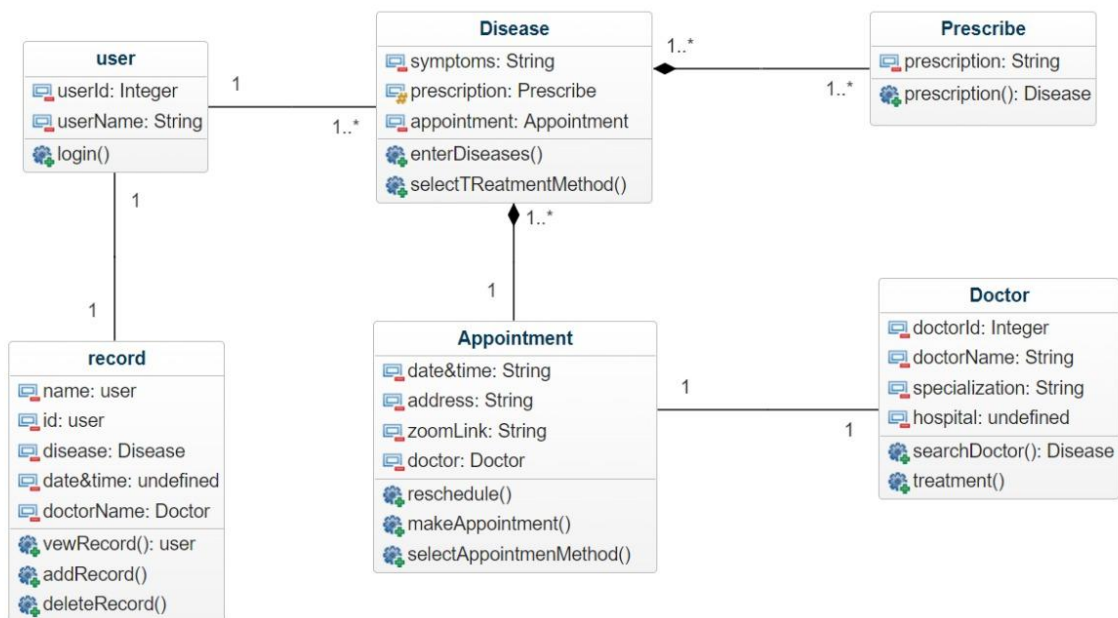 user
userId: Integer
userName: String
login()
1
1..*
Disease
symptoms: String
prescription: Prescribe
appointment: Appointment
enterDiseases()
selectTReatmentMethod()
1..*
1..*
Prescribe
prescription: String
prescription(): Disease
1
1
record
name: user
id: user
disease: Disease
date&time: undefined
doctorName: Doctor
vewRecord(): user
addRecord()
deleteRecord()
1..*
1
Appointment
date&time: String
address: String
zoomLink: String
doctor: Doctor
reschedule()
makeAppointment()
selectAppointmenMethod()
1
1
Doctor
doctorId: Integer
doctorName: String
specialization: String
hospital: undefined
searchDoctor(): Disease
treatment()